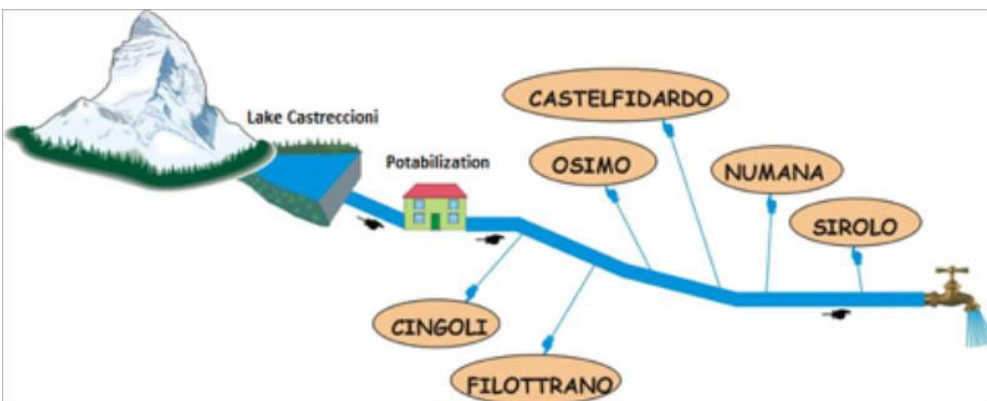 Lake Castreccioni
Potabilization
CASTELFIDARDO
OSIMO
NUMANA
SIROLO
CINGOLI
FILOTTRANO